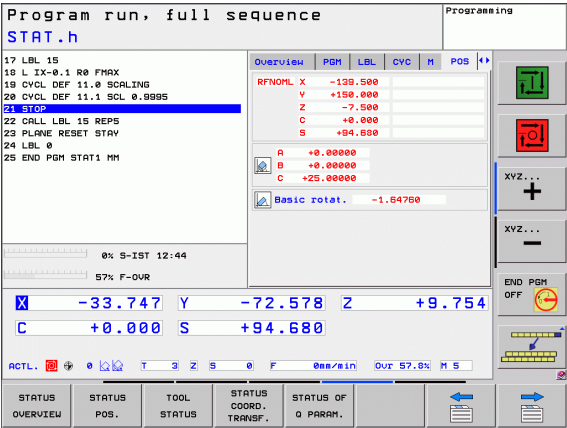 Program run, full sequence
Programming
STAT.h
17 LBL 15
18 L IX-0.1 R0 FMAX
19 CYCL DEF 11.0 SCALING
20 CYCL DEF 11.1 SCL 0.9995
21 STOP
22 CALL LBL 15 REP5
23 PLANE RESET STAY
24 LBL 0
25 END PGM STAT1 MM
Overview PGM LBL CYC M POS
RFNOML X -139.500
Y +150.000
Z -7.500
C +0.000
S +94.680
A +0.00000
B +0.00000
C +25.00000
Basic rotat. -1.64760
0% S-IST 12:44
57% F-OVR
X -33.747 Y -72.578 Z +9.754
C +0.000 S +94.680
ACTL. 0 T 3 Z S 0 F 0mm/min Ovr 57.8% M 5
XYZ...
+
XYZ...
−
END PGM
OFF
STATUS
OVERVIEW
STATUS
POS.
TOOL
STATUS
STATUS
COORD.
TRANSF.
STATUS OF
Q PARAM.